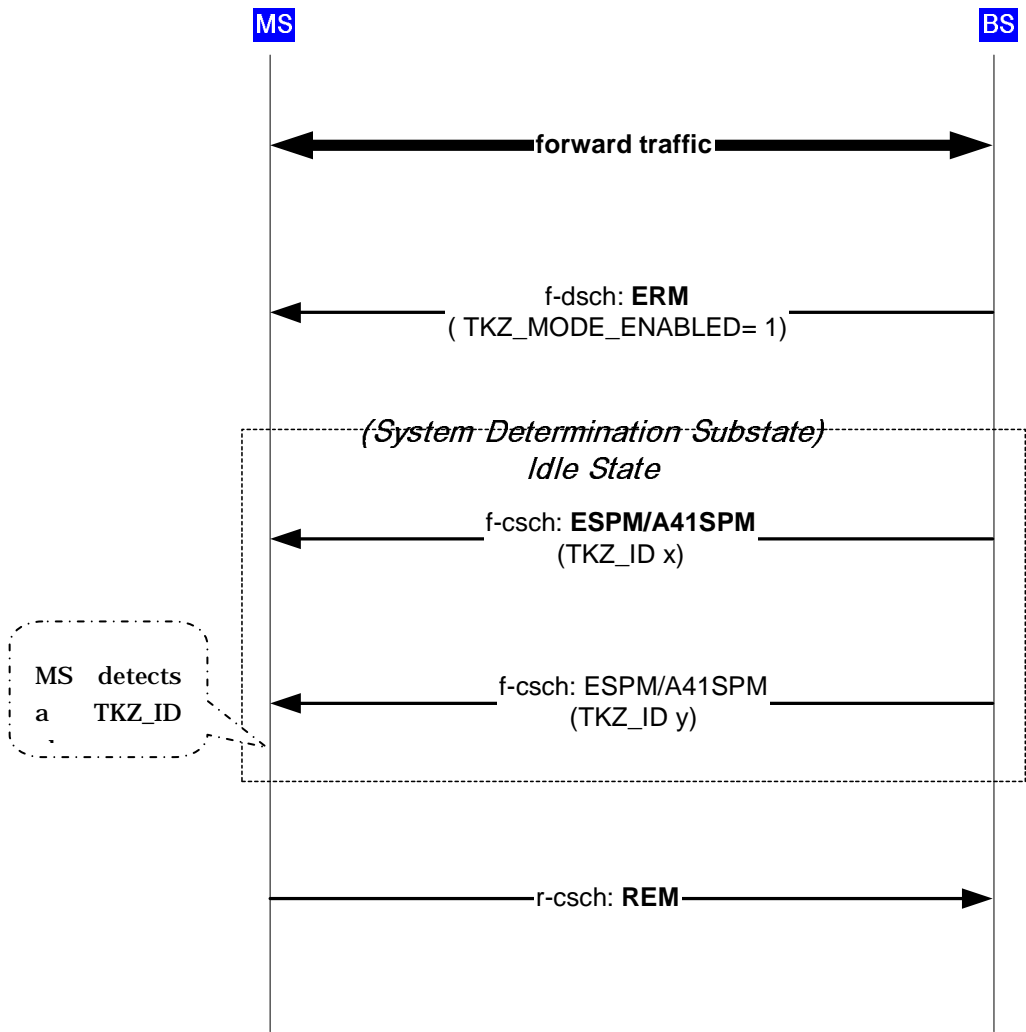 MS
BS
forward traffic
f-dsch: ERM
( TKZ_MODE_ENABLED= 1)
(System Determination Substate)
Idle State
f-csch: ESPM/A41SPM
(TKZ_ID x)
MS detects
a TKZ_ID
f-csch: ESPM/A41SPM
(TKZ_ID y)
r-csch: REM